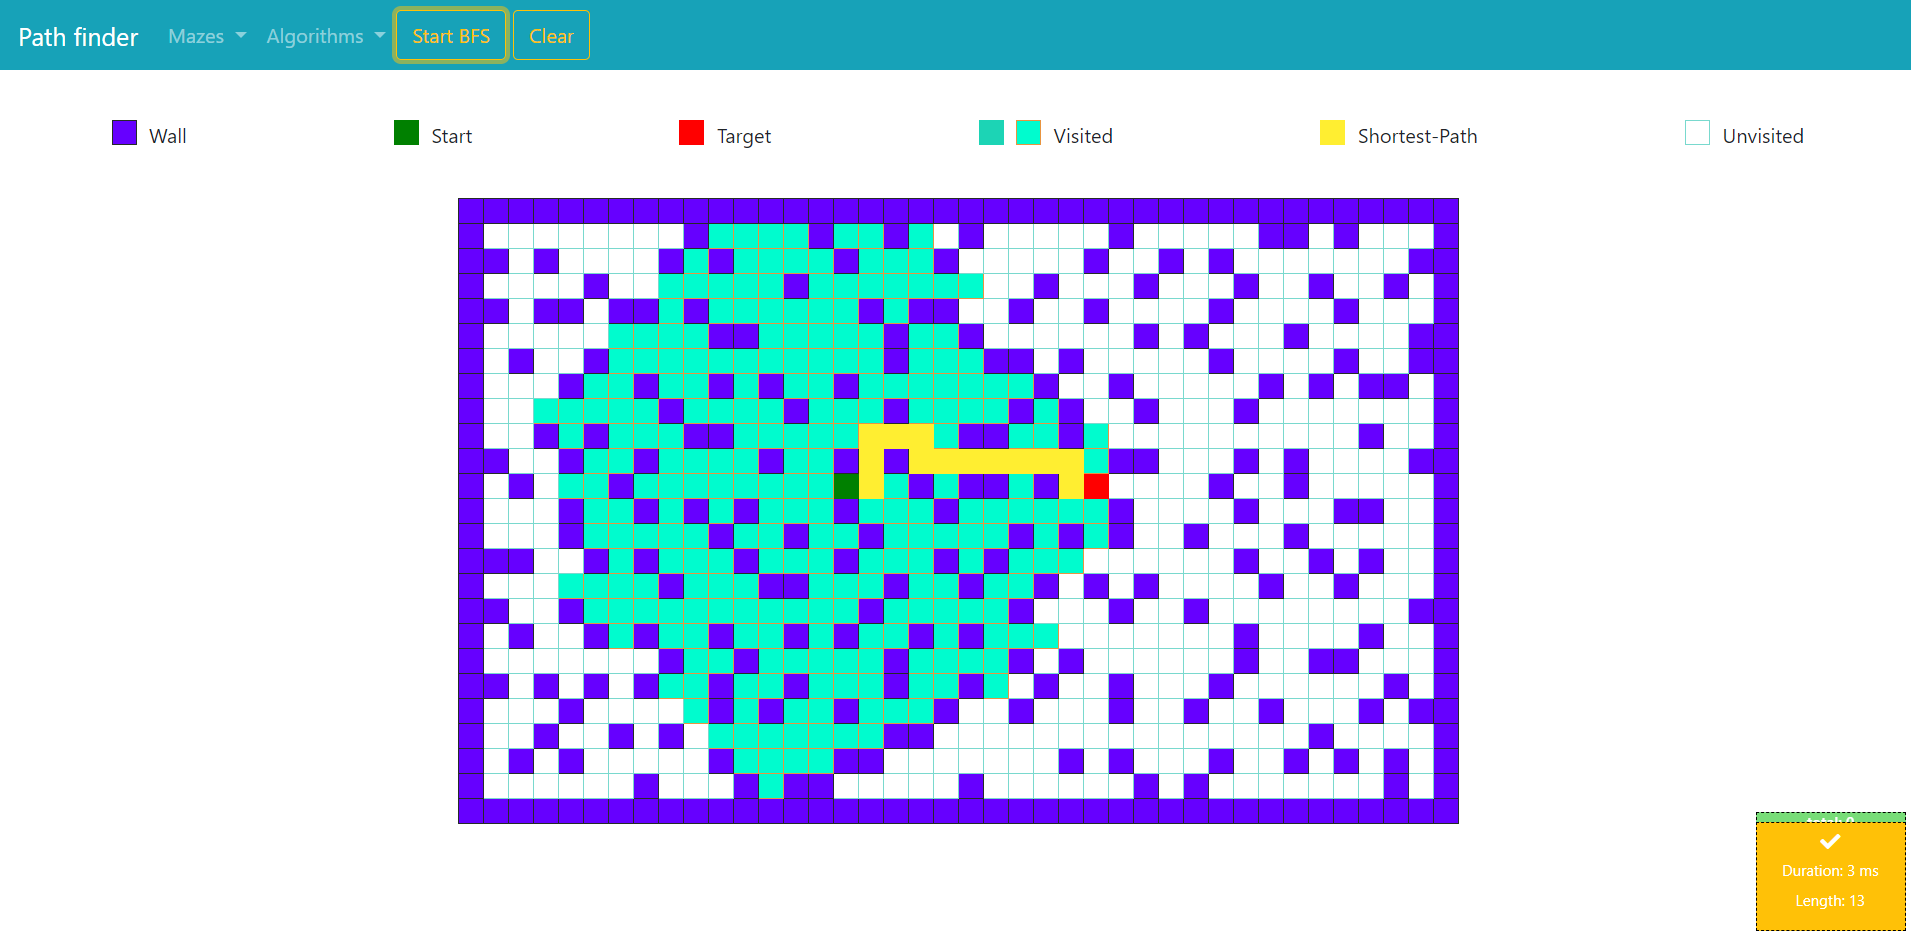 Path finder Mazes Algorithms Start BFS Clear
Wall Start Target Visited Shortest-Path Unvisited
Duration: 3 ms
Length: 13